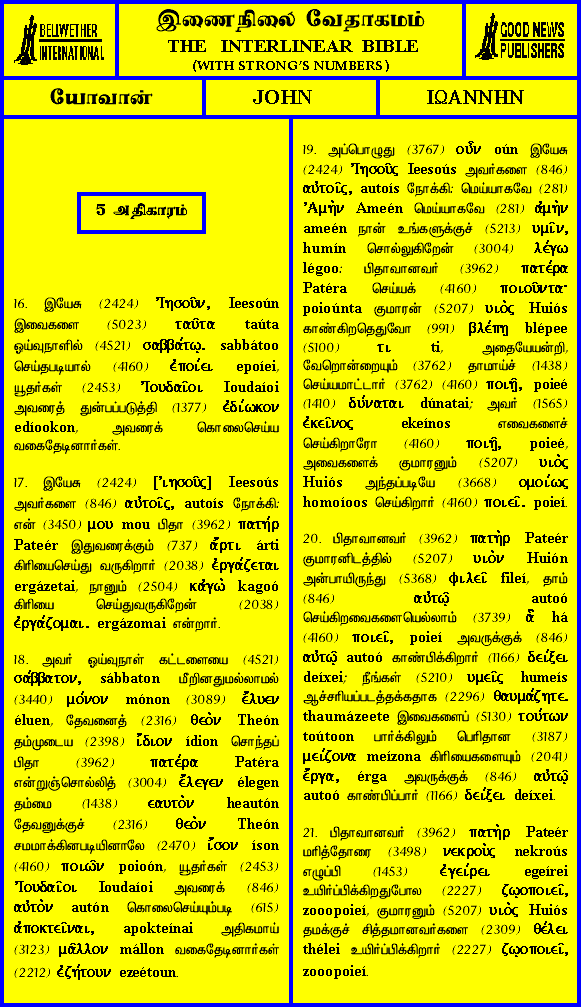 BELLWETHER
INTERNATIONAL
இணைநிலை வேதாகமம்
THE INTERLINEAR BIBLE
(WITH STRONG'S NUMBERS)
GOOD NEWS
PUBLISHERS
யோவான்
JOHN
ΙΩΑΝΝΗΝ
5 அதிகாரம்
16. இயேசு (2424) Ἰησοῦν, Ieesoún
இவைகளை (5023) ταῦτα taúta
ஓய்வுநாளில் (4521) σαββάτῳ. sabbátoo
செய்தபடியால் (4160) ἐποίει epoíei,
யூதர்கள் (2453) Ἰουδαῖοι Ioudaíoi
அவரைத் துன்பப்படுத்தி (1377) ἐδίωκον
edíookon, அவரைக் கொலைசெய்ய
வகைதேடினார்கள்.
17. இயேசு (2424) [Ἰησοῦς] Ieesoús
அவர்களை (846) αὐτοῖς, autoís நோக்கி:
என் (3450) μου mou பிதா (3962) πατήρ
Pateér இதுவரைக்கும் (737) ἄρτι árti
கிரியைசெய்து வருகிறார் (2038) ἐργάζεται
ergázetai, நானும் (2504) κἀγὼ kagoó
கிரியை செய்துவருகிறேன் (2038)
ἐργάζομαι. ergázomai என்றார்.
18. அவர் ஓய்வுநாள் கட்டளையை (4521)
σάββατον, sábbaton மீறினதுமல்லாமல்
(3440) μόνον mónon (3089) ἔλυεν
éluen, தேவனைத் (2316) θεὸν Theón
தம்முடைய (2398) ἴδιον ídion சொந்தப்
பிதா (3962) πατέρα Patéra
என்றுஞ்சொல்லித் (3004) ἔλεγεν élegen
தம்மை (1438) εαυτὸν heautón
தேவனுக்குச் (2316) θεὸν Theón
சமமாக்கினபடியினாலே (2470) ἴσον íson
(4160) ποιῶν poioón, யூதர்கள் (2453)
Ἰουδαῖοι Ioudaíoi அவரைக் (846)
αὐτὸν autón கொலைசெய்யும்படி (615)
ἀποκτεῖναι, apokteínai அதிகமாய்
(3123) μᾶλλον mállon வகைதேடினார்கள்
(2212) ἐζήτουν ezeétoun.
19. அப்பொழுது (3767) οὖν oún இயேசு
(2424) Ἰησοῦς Ieesoús அவர்களை (846)
αὐτοῖς, autoís நோக்கி: மெய்யாகவே (281)
Ἀμὴν Ameén மெய்யாகவே (281) ἀμὴν
ameén நான் உங்களுக்குச் (5213) υμῖν,
humín சொல்லுகிறேன் (3004) λέγω
légoo: பிதாவானவர் (3962) πατέρα
Patéra செய்யக் (4160) ποιοῦντα·
poioúnta குமாரன் (5207) υιὸς Huiós
காண்கிறதெதுவோ (991) βλέπῃ blépee
(5100) τι ti, அதையேயன்றி,
வேறொன்றையும் (3762) தாமாய்ச் (1438)
செய்யமாட்டார் (3762) (4160) ποιῇ, poieé
(1410) δύναται dúnatai; அவர் (1565)
ἐκεῖνος ekeínos எவைகளைச்
செய்கிறாரோ (4160) ποιῇ, poieé,
அவைகளைக் குமாரனும் (5207) υιὸς
Huiós அந்தப்படியே (3668) ομοίως
homoíoos செய்கிறார் (4160) ποιεῖ. poieí.
20. பிதாவானவர் (3962) πατὴρ Pateér
குமாரனிடத்தில் (5207) υιὸν Huión
அன்பாயிருந்து (5368) φιλεῖ fileí, தாம்
(846) αὐτῷ autoó
செய்கிறவைகளையெல்லாம் (3739) ἃ há
(4160) ποιεῖ, poieí அவருக்குக் (846)
αὐτῷ autoó காண்பிக்கிறார் (1166) δείξει
deíxei; நீங்கள் (5210) υμεῖς humeís
ஆச்சரியப்படத்தக்கதாக (2296) θαυμάζητε.
thaumázeete இவைகளைப் (5130) τούτων
toútoon பார்க்கிலும் பெரிதான (3187)
μείζονα meízona கிரியைகளையும் (2041)
ἔργα, érga அவருக்குக் (846) αὐτῷ
autoó காண்பிப்பார் (1166) δείξει deíxei.
21. பிதாவானவர் (3962) πατὴρ Pateér
மரித்தோரை (3498) νεκροὺς nekroús
எழுப்பி (1453) ἐγείρει egeírei
உயிர்ப்பிக்கிறதுபோல (2227) ζῳοποιεῖ,
zooopoieí, குமாரனும் (5207) υιὸς Huiós
தமக்குச் சித்தமானவர்களை (2309) θέλει
thélei உயிர்ப்பிக்கிறார் (2227) ζῳοποιεῖ,
zooopoieí.